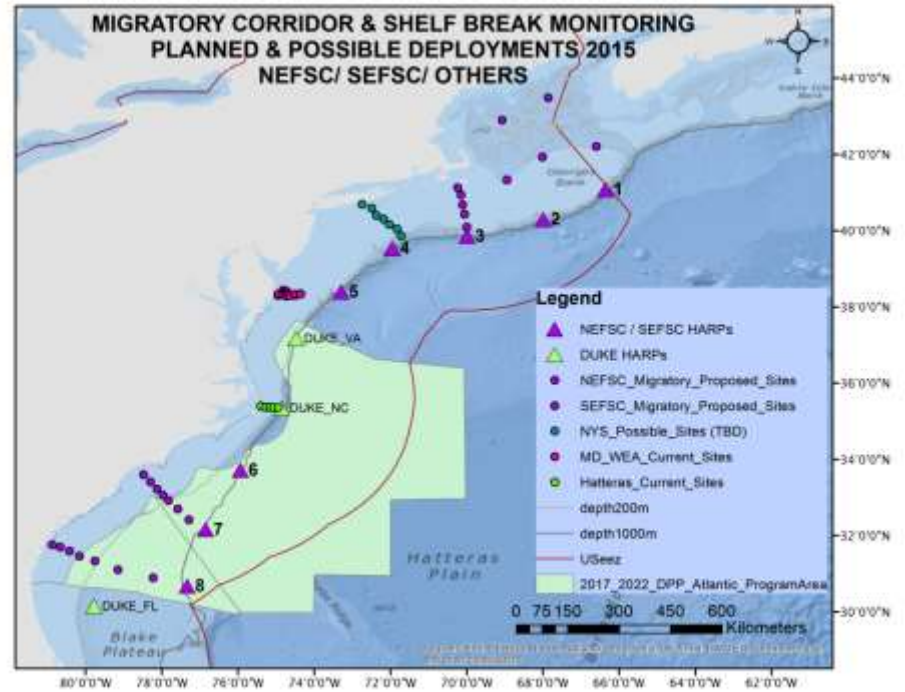 MIGRATORY CORRIDOR & SHELF BREAK MONITORING
PLANNED & POSSIBLE DEPLOYMENTS 2015
NEFSC/ SEFSC/ OTHERS
N
W
E
S
44°0'0"N
42°0'0"N
40°0'0"N
38°0'0"N
36°0'0"N
34°0'0"N
32°0'0"N
30°0'0"N
1
2
3
4
5
DUKE_VA
DUKE_NC
6
7
8
DUKE_FL
Hatteras
Plain
Blake
Plateau
Legend
NEFSC / SEFSC HARPs
DUKE HARPs
NEFSC_Migratory_Proposed_Sites
SEFSC_Migratory_Proposed_Sites
NYS_Possible_Sites (TBD)
MD_WEA_Current_Sites
Hatteras_Current_Sites
depth200m
depth1000m
USeez
2017_2022_DPP_Atlantic_ProgramArea
0 75 150 300 450 600
Kilometers
80°0'0"W 78°0'0"W 76°0'0"W 74°0'0"W 72°0'0"W 70°0'0"W 68°0'0"W 66°0'0"W 64°0'0"W 62°0'0"W